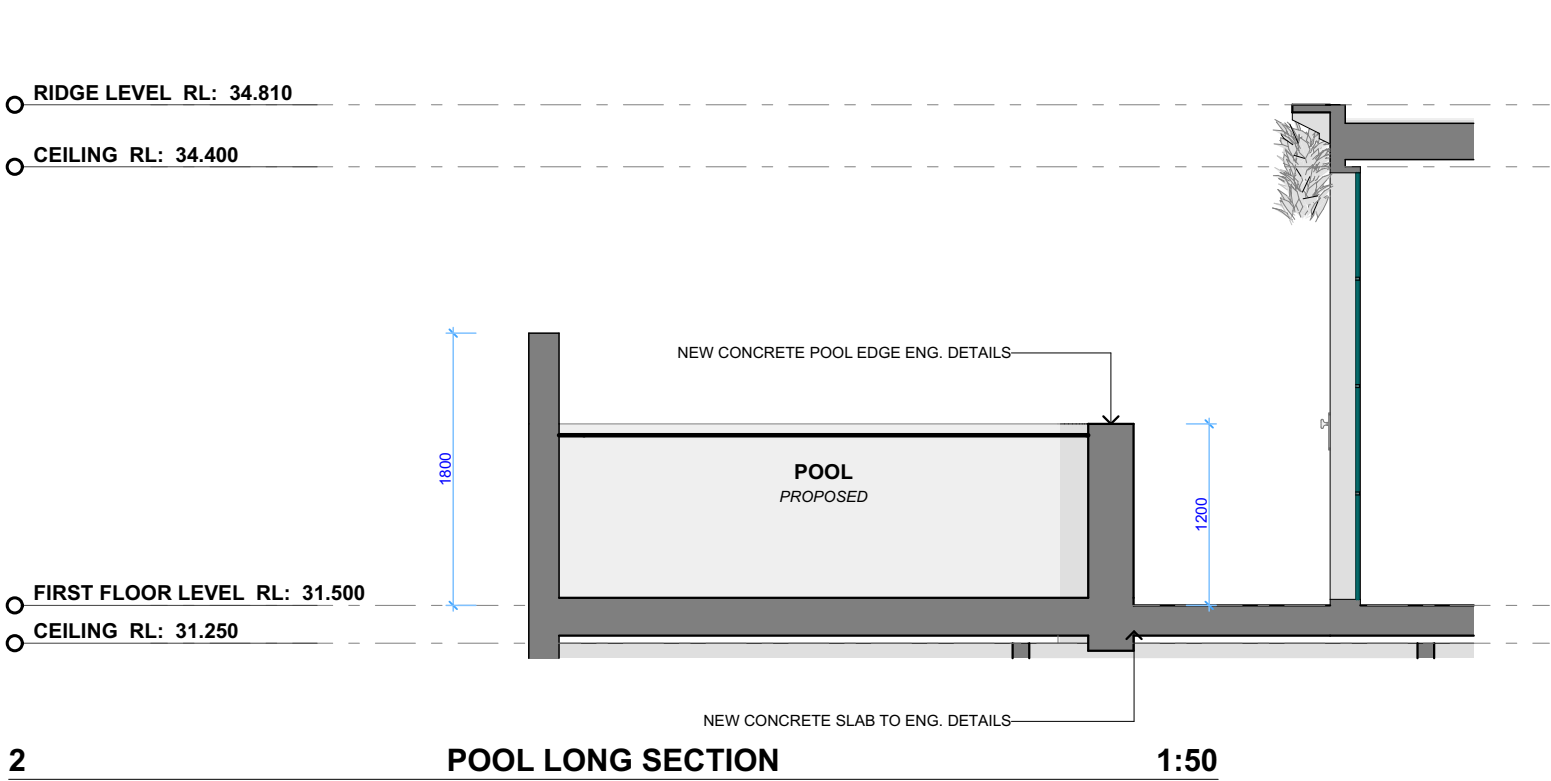 RIDGE LEVEL RL: 34.810
CEILING RL: 34.400
NEW CONCRETE POOL EDGE ENG. DETAILS
1800
POOL
PROPOSED
1200
FIRST FLOOR LEVEL RL: 31.500
CEILING RL: 31.250
NEW CONCRETE SLAB TO ENG. DETAILS
2 POOL LONG SECTION 1:50